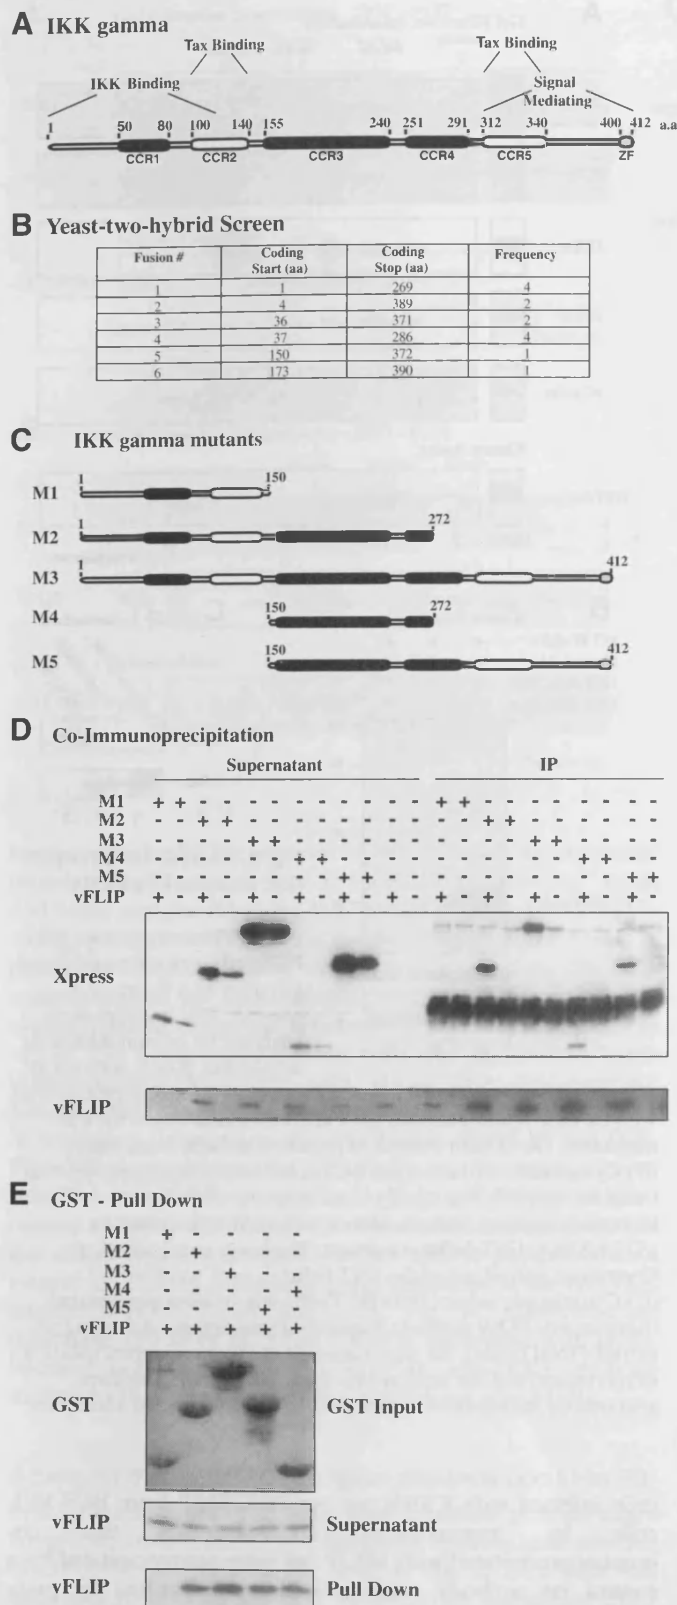 A IKK gamma
Tax Binding Tax Binding
IKK Binding Signal Mediating
1 50 80 100 140 155 240 251 291 312 340 400 412 a.a
CCR1 CCR2 CCR3 CCR4 CCR5 ZF
B Yeast-two-hybrid Screen
Fusion # Coding Start (aa) Coding Stop (aa) Frequency
1 1 269 4
2 4 389 2
3 36 371 2
4 37 286 4
5 150 372 1
6 173 390 1
C IKK gamma mutants
1 150
M1
1 272
M2
1 412
M3
150 272
M4
150 412
M5
D Co-Immunoprecipitation
Supernatant IP
M1 + + - - - - - - - - - - + + - - - - - - - -
M2 - - + + - - - - - - - - - - + + - - - - - -
M3 - - - - + + - - - - - - - - - - + + - - - -
M4 - - - - - - + + - - - - - - - - - - + + - -
M5 - - - - - - - - + + - - - - - - - - - - + +
vFLIP + - + - + - + - + - + - + - + - + - + - + -
Xpress
vFLIP
E GST - Pull Down
M1 + - - - -
M2 - + - - -
M3 - - + - -
M4 - - - - +
M5 - - - + -
vFLIP + + + + +
GST GST Input
vFLIP Supernatant
vFLIP Pull Down